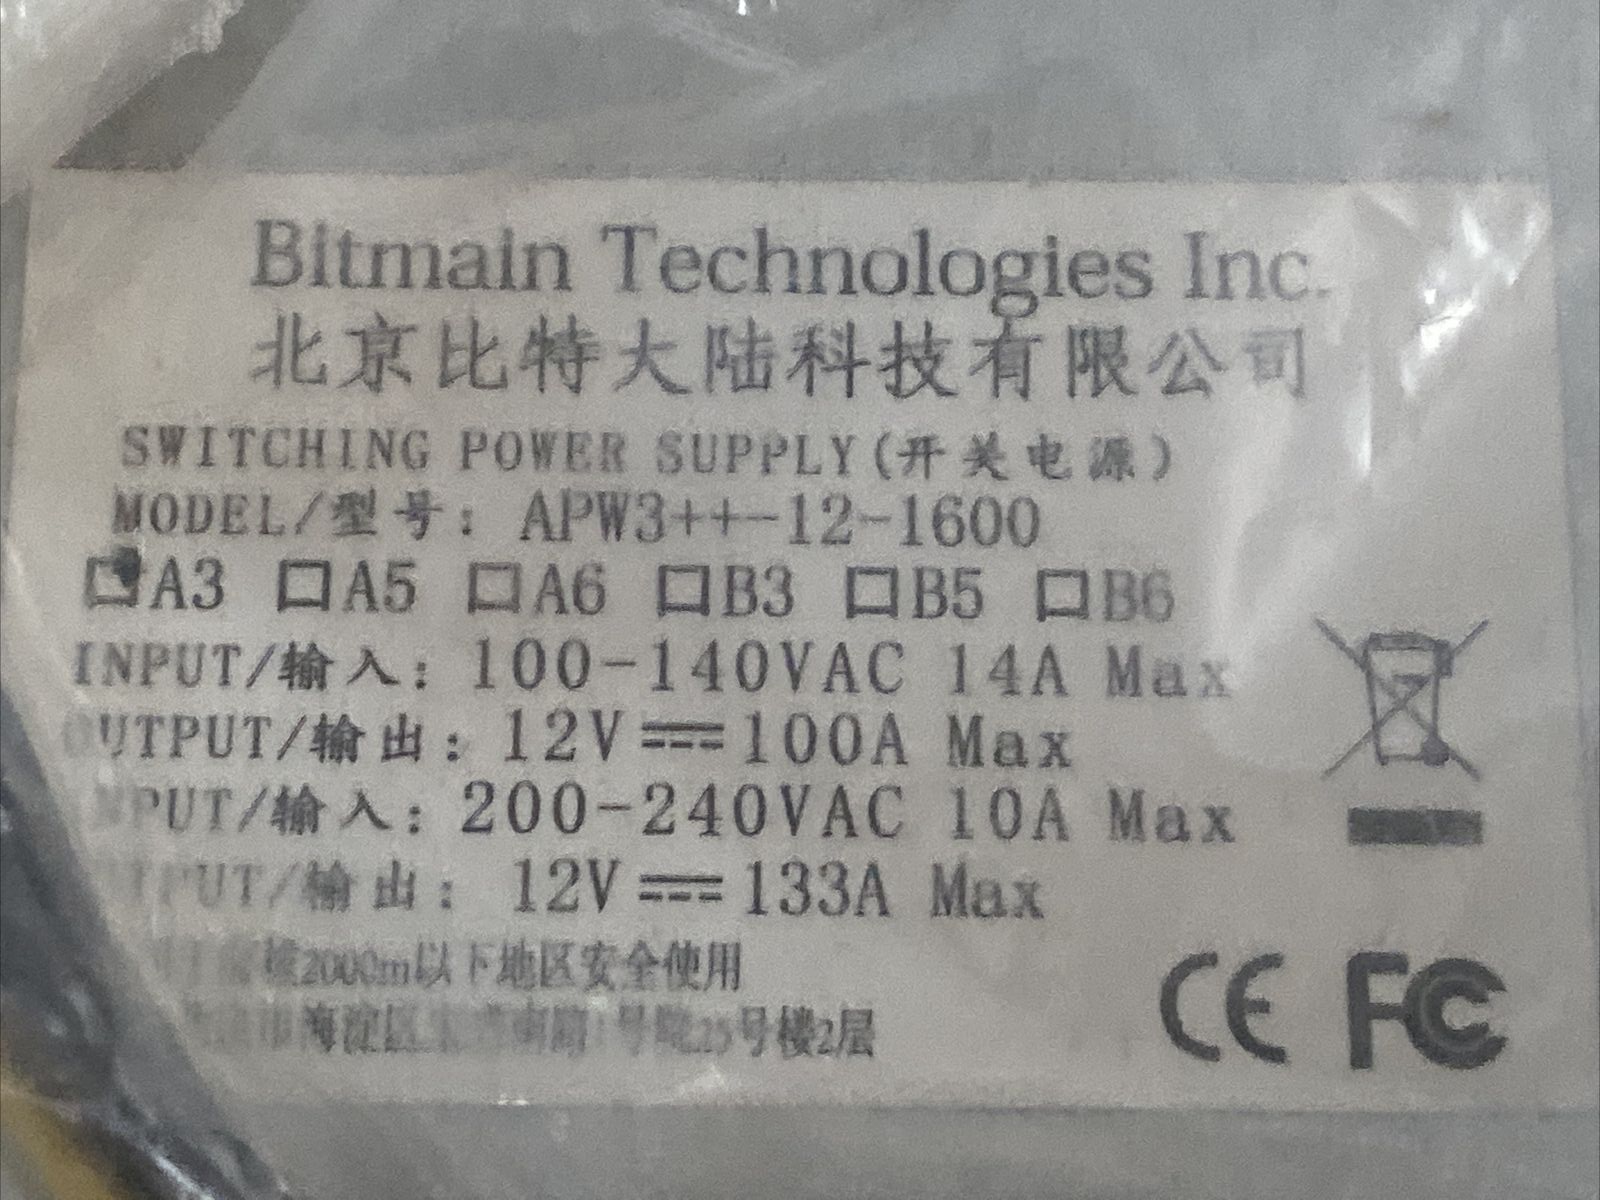 Bitmain Technologies Inc.
北京比特大陆科技有限公司
SWITCHING POWER SUPPLY(开关电源)
MODEL/型号: APW3++-12-1600
☑A3 □A5 □A6 □B3 □B5 □B6
INPUT/输入: 100-140VAC 14A Max
OUTPUT/输出: 12V⎓100A Max
INPUT/输入: 200-240VAC 10A Max
OUTPUT/输出: 12V⎓133A Max
2000m以下地区安全使用
市海淀区 号院25号楼2层
CE FC